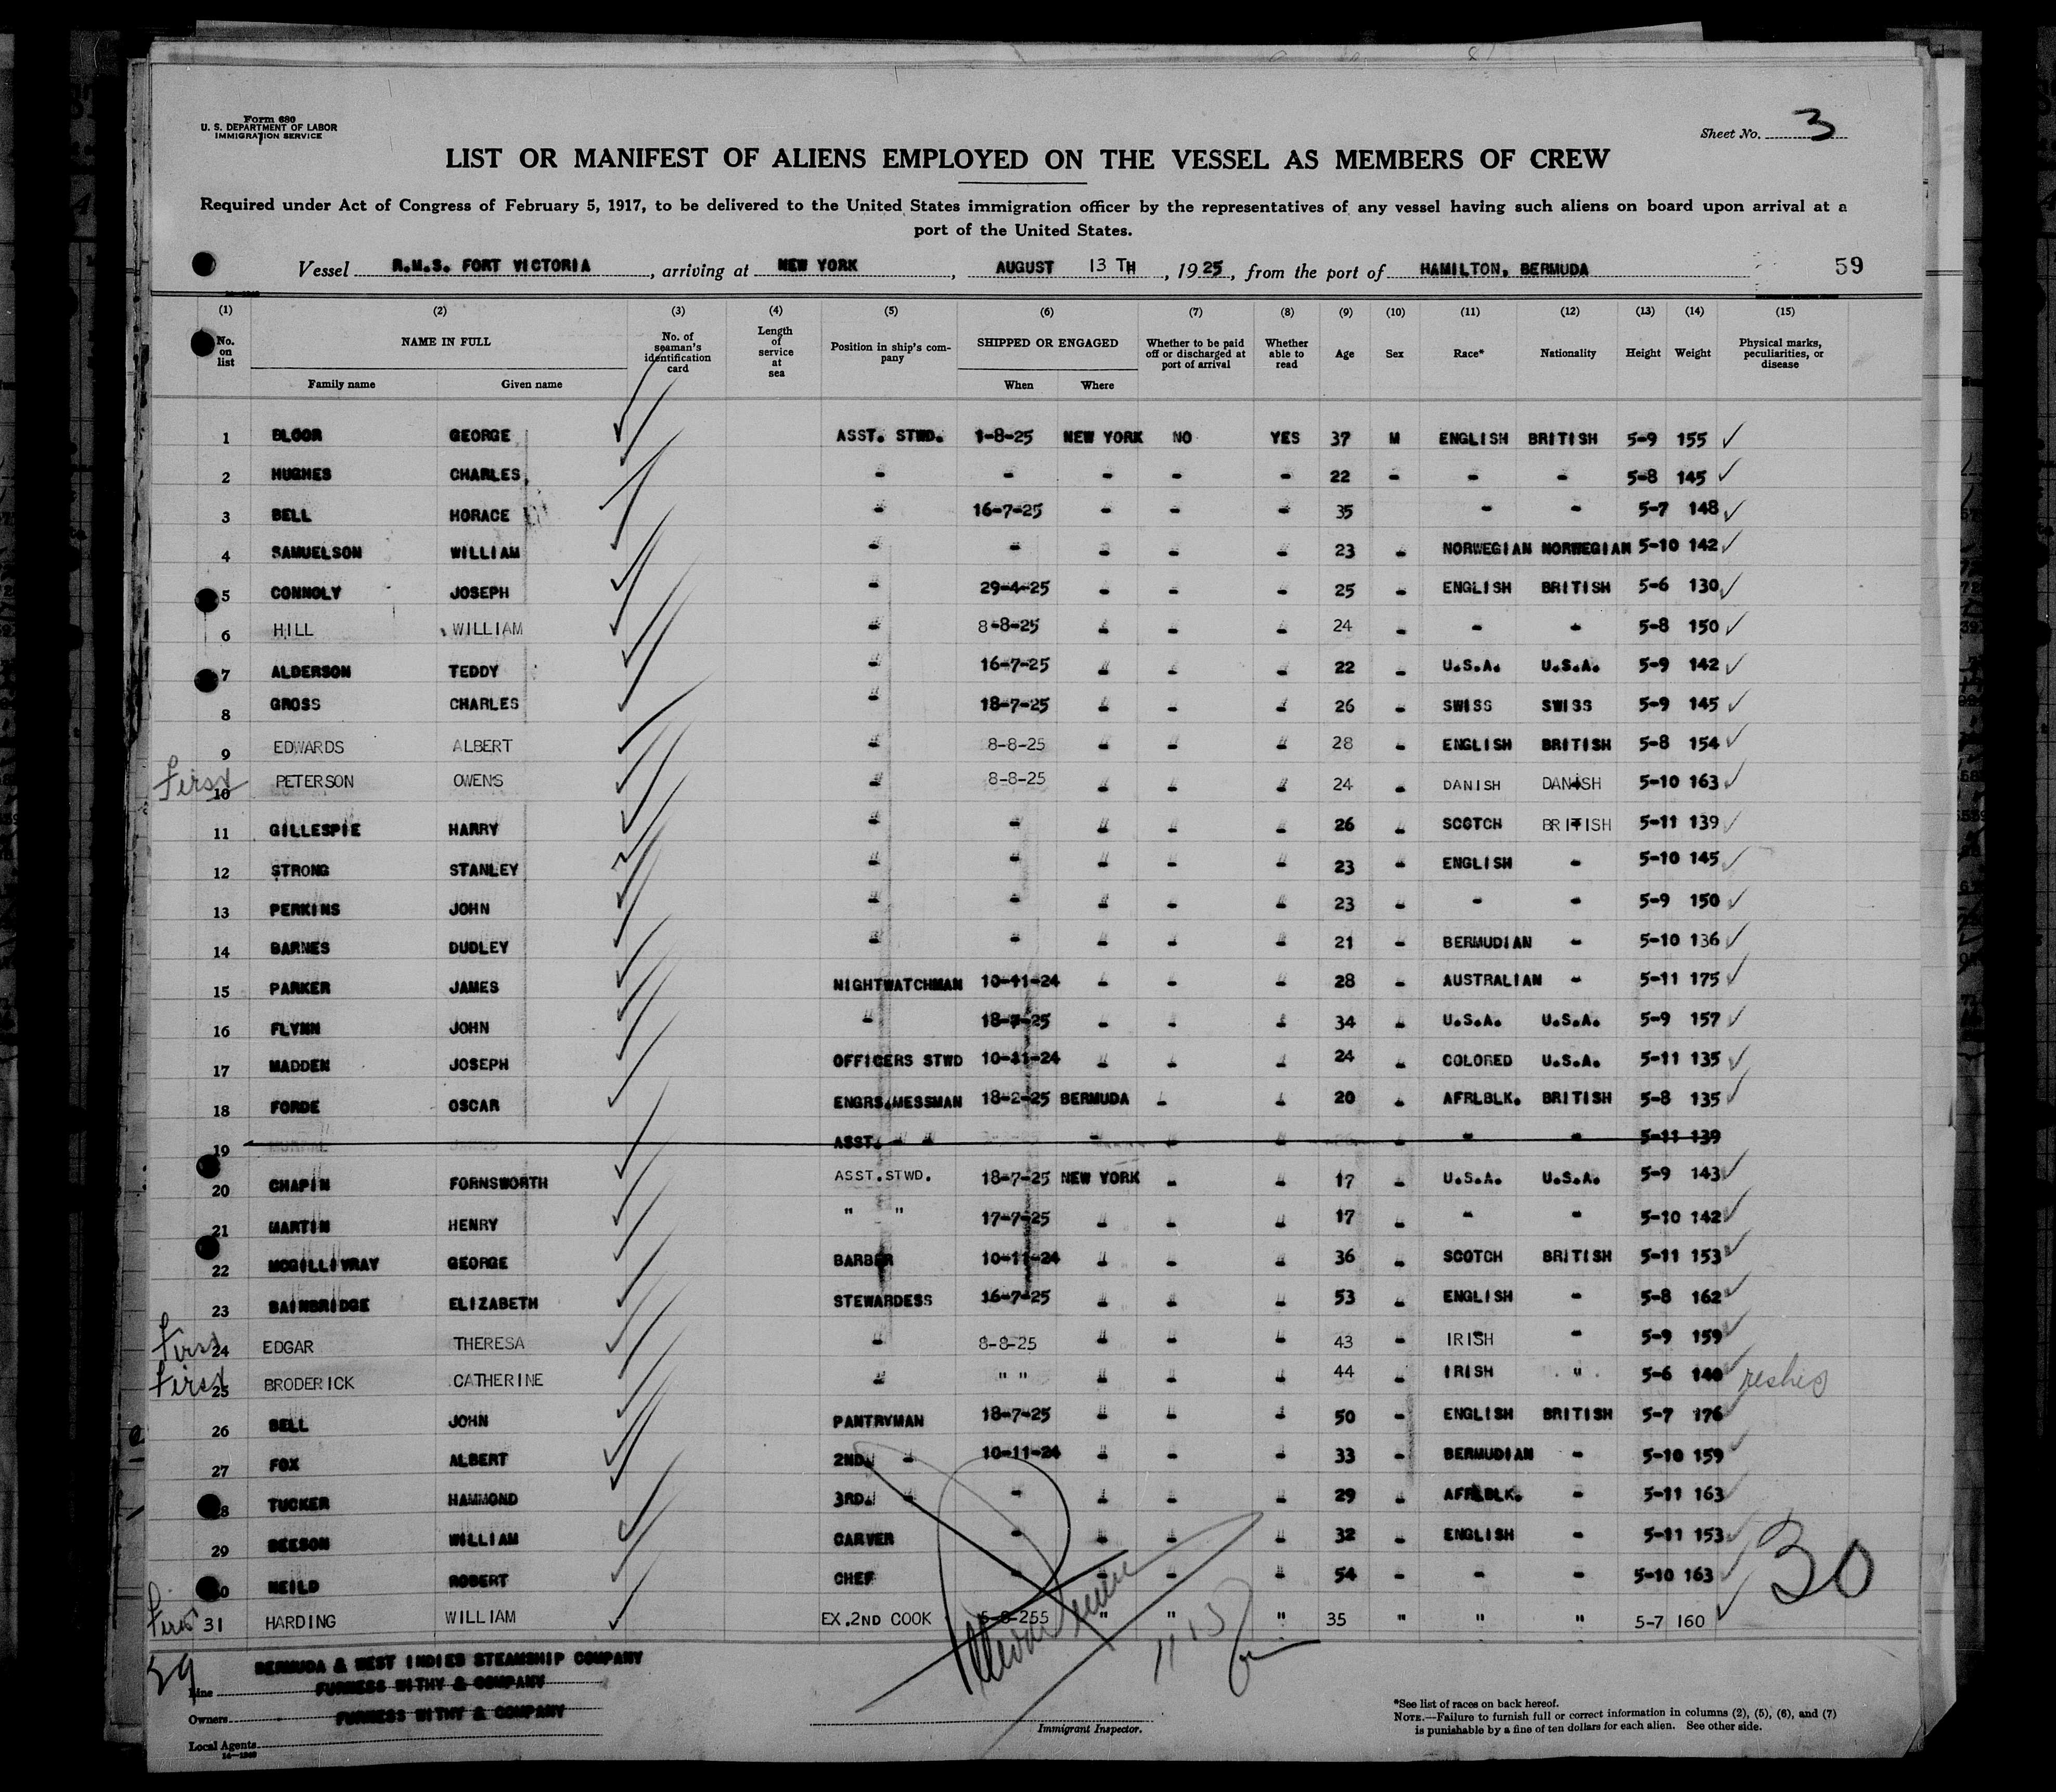 Form 680
U. S. DEPARTMENT OF LABOR
IMMIGRATION SERVICE
Sheet No. 3
LIST OR MANIFEST OF ALIENS EMPLOYED ON THE VESSEL AS MEMBERS OF CREW
Required under Act of Congress of February 5, 1917, to be delivered to the United States immigration officer by the representatives of any vessel having such aliens on board upon arrival at a
port of the United States.
Vessel R.M.S. FORT VICTORIA, arriving at NEW YORK, AUGUST 13 TH, 1925, from the port of HAMILTON, BERMUDA 59
(1) (2) (3) (4) (5) (6) (7) (8) (9) (10) (11) (12) (13) (14) (15)
No. on list NAME IN FULL No. of seaman's identification card Length of service at sea Position in ship's company SHIPPED OR ENGAGED Whether to be paid off or discharged at port of arrival Whether able to read Age Sex Race* Nationality Height Weight Physical marks, peculiarities, or disease
Family name Given name When Where
1 BLOOR GEORGE ASST. STWD. 1-8-25 NEW YORK NO YES 37 M ENGLISH BRITISH 5-9 155
2 HUGHES CHARLES " " " " " 22 " " " 5-8 145
3 BELL HORACE " 16-7-25 " " " 35 " " 5-7 148
4 SAMUELSON WILLIAM " " " " " 23 " NORWEGIAN NORWEGIAN 5-10 142
5 CONNOLY JOSEPH " 29-4-25 " " " 25 " ENGLISH BRITISH 5-6 130
6 HILL WILLIAM " 8-8-25 " " " 24 " " " 5-8 150
7 ALDERSON TEDDY " 16-7-25 " " " 22 " U.S.A. U.S.A. 5-9 142
8 GROSS CHARLES " 18-7-25 " " " 26 " SWISS SWISS 5-9 145
9 EDWARDS ALBERT " 8-8-25 " " " 28 " ENGLISH BRITISH 5-8 154
First 10 PETERSON OWENS " 8-8-25 " " " 24 " DANISH DANISH 5-10 163
11 GILLESPIE HARRY " " " " " 26 " SCOTCH BRITISH 5-11 139
12 STRONG STANLEY " " " " " 23 " ENGLISH " 5-10 145
13 PERKINS JOHN " " " " " 23 " " " 5-9 150
14 BARNES DUDLEY " " " " " 21 " BERMUDIAN " 5-10 136
15 PARKER JAMES NIGHTWATCHMAN 10-11-24 " " " 28 " AUSTRALIAN " 5-11 175
16 FLYNN JOHN " 18-7-25 " " " 34 " U.S.A. U.S.A. 5-9 157
17 MADDEN JOSEPH OFFICERS STWD 10-11-24 " " " 24 " COLORED U.S.A. 5-11 135
18 FORDE OSCAR ENGRS.MESSMAN 18-2-25 BERMUDA " " 20 " AFR.BLK. BRITISH 5-8 135
19 ASST. " " " " " " " " 5-11 139
20 CHAPIN FORNSWORTH ASST.STWD. 18-7-25 NEW YORK " " 17 " U.S.A. U.S.A. 5-9 143
21 MARTIN HENRY " " 17-7-25 " " " 17 " " " 5-10 142
22 MCGILLIVRAY GEORGE BARBER 10-11-24 " " " 36 " SCOTCH BRITISH 5-11 153
23 BAINBRIDGE ELIZABETH STEWARDESS 16-7-25 " " " 53 " ENGLISH " 5-8 162
First 24 EDGAR THERESA " 8-8-25 " " " 43 " IRISH " 5-9 159
First 25 BRODERICK CATHERINE " " " " " " 44 " IRISH " 5-6 140
26 BELL JOHN PANTRYMAN 18-7-25 " " " 50 " ENGLISH BRITISH 5-7 176
27 FOX ALBERT 2ND. " 10-11-24 " " " 33 " BERMUDIAN " 5-10 159
28 TUCKER HAMMOND 3RD. " " " " " 29 " AFR.BLK. " 5-11 163
29 BEESON WILLIAM CARVER " " " " 32 " ENGLISH " 5-11 153
30 NEILD ROBERT CHEF " " " " 54 " " " 5-10 163 30
First 31 HARDING WILLIAM EX.2ND COOK 5-8-255 " " " 35 " " " 5-7 160
29
Line BERMUDA & WEST INDIES STEAMSHIP COMPANY
FURNESS WITHY & COMPANY
Owners FURNESS WITHY & COMPANY
Local Agents
14-1240
Immigrant Inspector.
*See list of races on back hereof.
NOTE.—Failure to furnish full or correct information in columns (2), (5), (6), and (7)
is punishable by a fine of ten dollars for each alien. See other side.